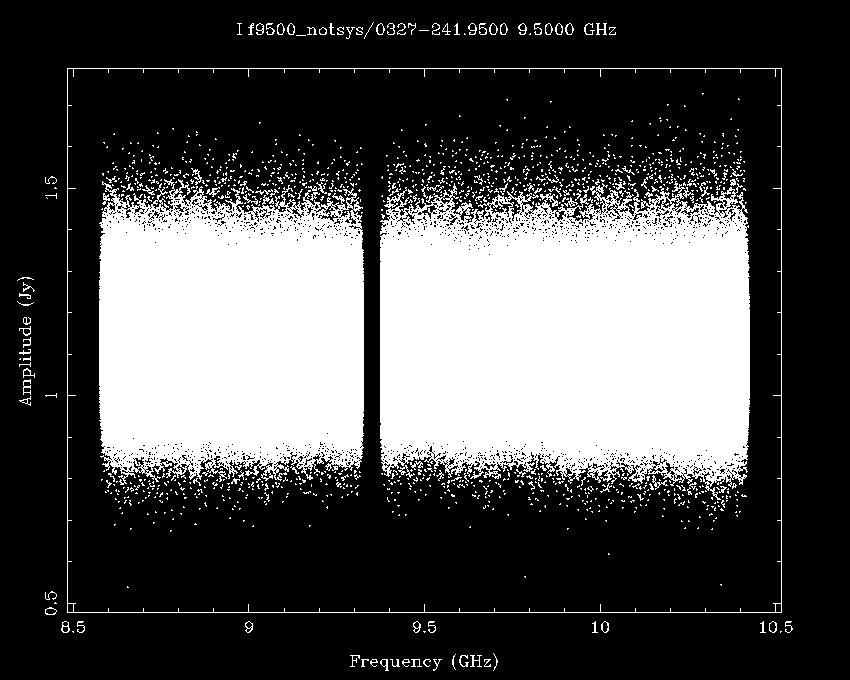 I f9500_notsys/0327-241.9500 9.5000 GHz
1.5
1
0.5
Amplitude (Jy)
8.5 9 9.5 10 10.5
Frequency (GHz)